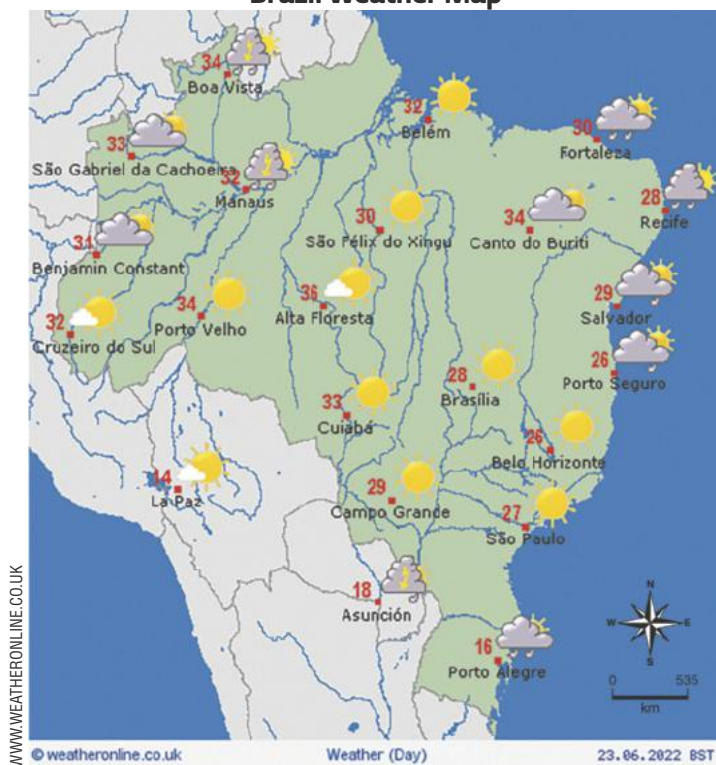 Brazil Weather Map
34
Boa Vista
32
Belém
30
Fortaleza
33
São Gabriel da Cachoeira
32
Manaus
28
Recife
30
São Félix do Xingu
34
Canto do Buriti
31
Benjamin Constant
36
Alta Floresta
34
Porto Velho
32
Cruzeiro do Sul
29
Salvador
26
Porto Seguro
28
Brasília
33
Cuiabá
26
Belo Horizonte
14
La Paz
29
Campo Grande
27
São Paulo
18
Asunción
16
Porto Alegre
N
W
E
S
0 535
km
WWW.WEATHERONLINE.CO.UK
© weatheronline.co.uk Weather (Day) 23.06.2022 BST